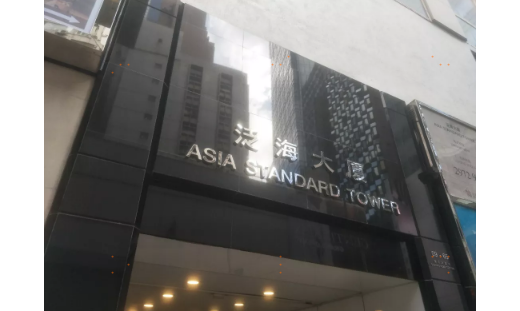 泛海大廈
ASIA STANDARD TOWER